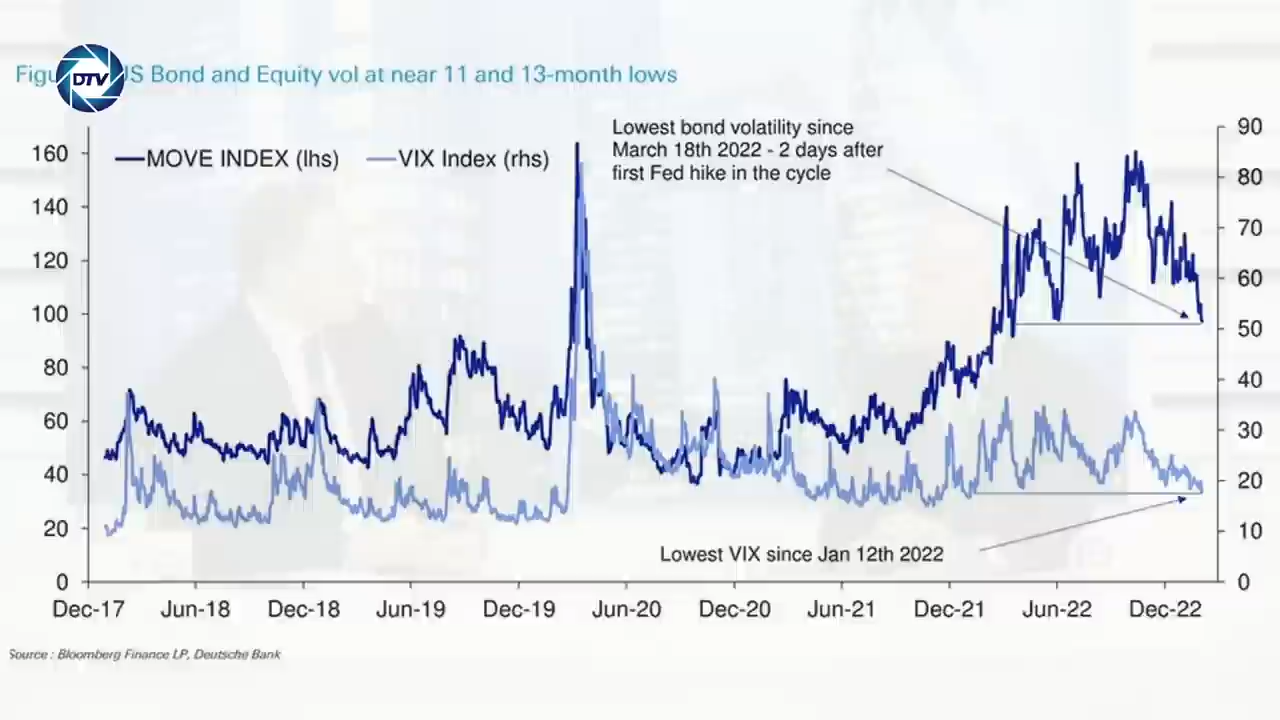 DTV
Figu US Bond and Equity vol at near 11 and 13-month lows
MOVE INDEX (lhs)
VIX Index (rhs)
Lowest bond volatility since
March 18th 2022 - 2 days after
first Fed hike in the cycle
160
140
120
100
80
60
40
20
0
90
80
70
60
50
40
30
20
10
0
Lowest VIX since Jan 12th 2022
Dec-17 Jun-18 Dec-18 Jun-19 Dec-19 Jun-20 Dec-20 Jun-21 Dec-21 Jun-22 Dec-22
Source : Bloomberg Finance LP, Deutsche Bank